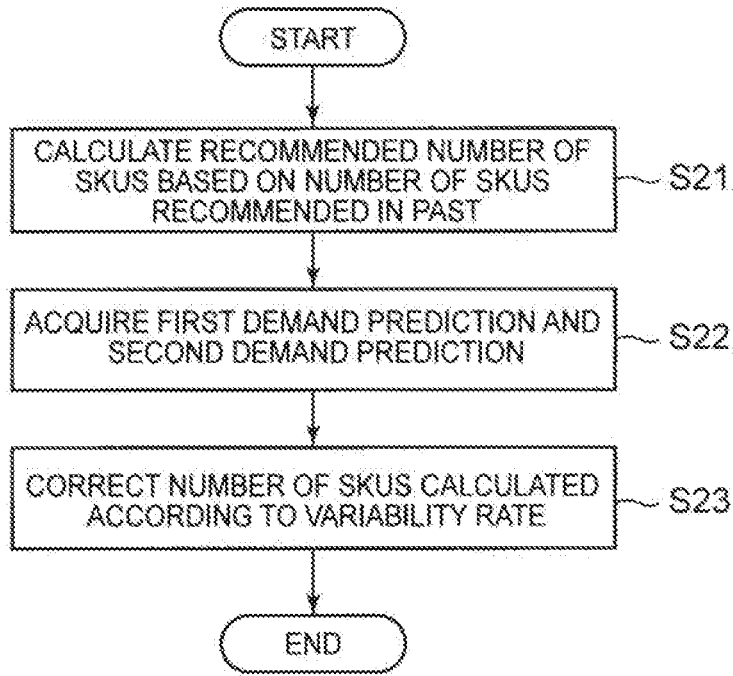 START
CALCULATE RECOMMENDED NUMBER OF
SKUS BASED ON NUMBER OF SKUS
RECOMMENDED IN PAST
S21
ACQUIRE FIRST DEMAND PREDICTION AND
SECOND DEMAND PREDICTION
S22
CORRECT NUMBER OF SKUS CALCULATED
ACCORDING TO VARIABILITY RATE
S23
END